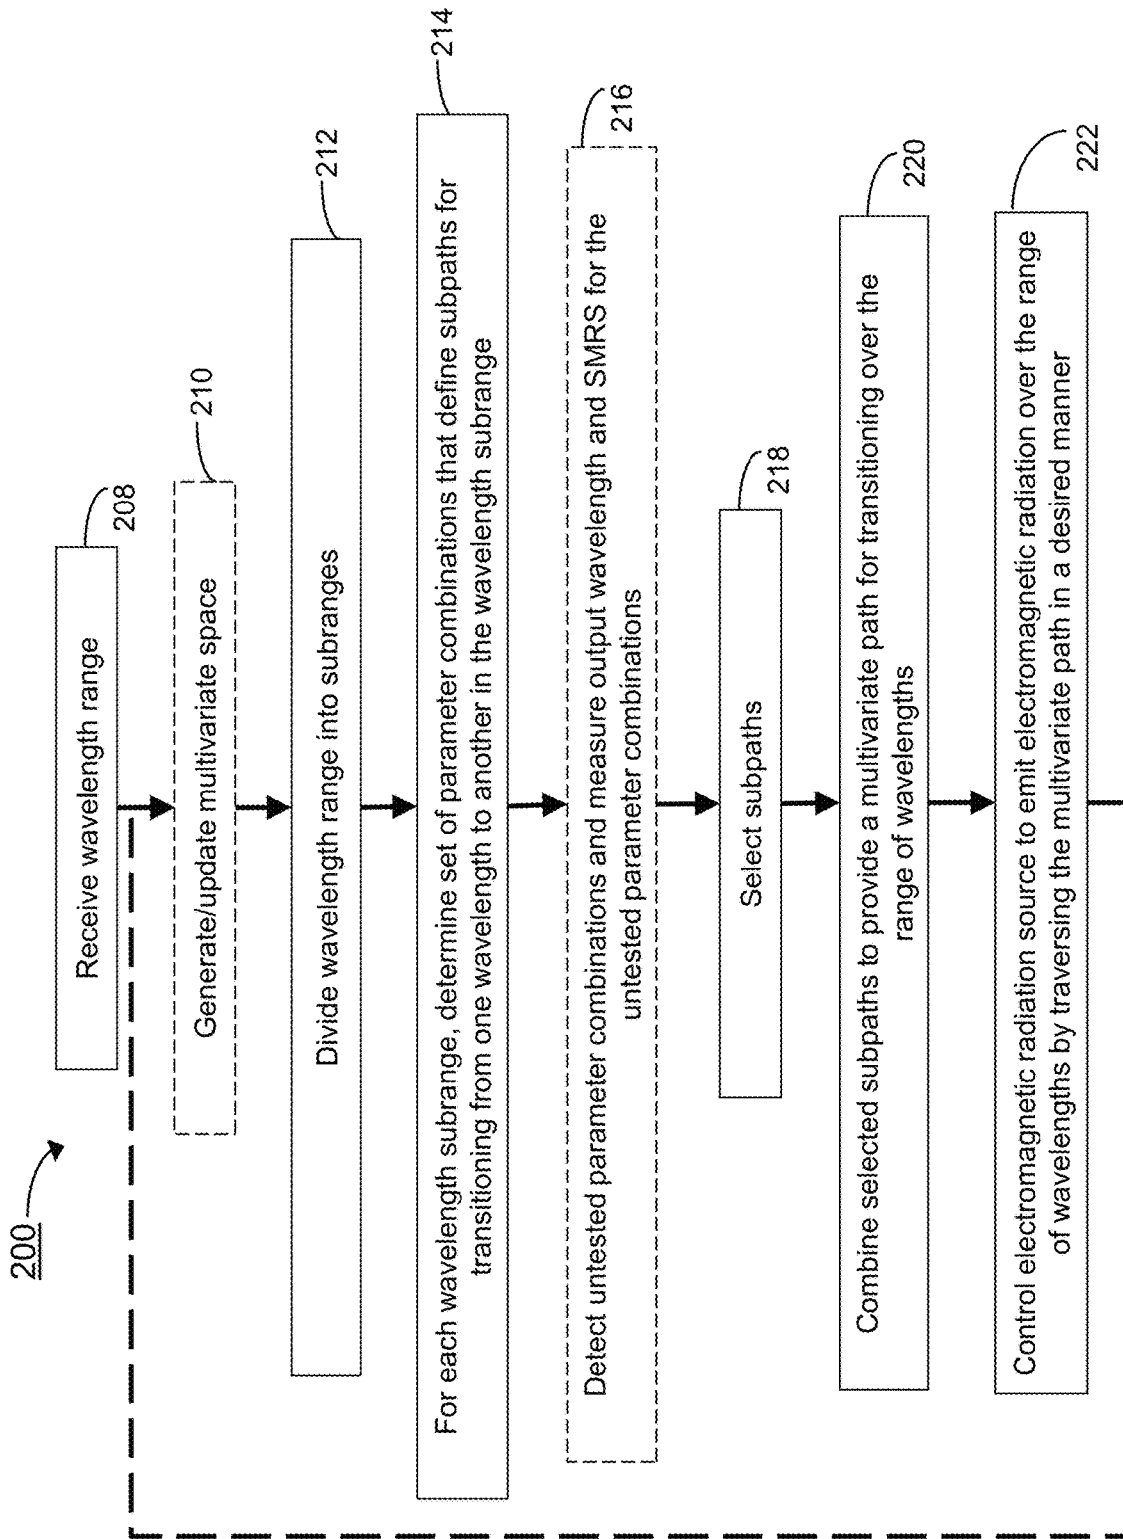 200
Receive wavelength range
208
Generate/update multivariate space
210
Divide wavelength range into subranges
212
For each wavelength subrange, determine set of parameter combinations that define subpaths for
transitioning from one wavelength to another in the wavelength subrange
214
Detect untested parameter combinations and measure output wavelength and SMRS for the
untested parameter combinations
216
Select subpaths
218
Combine selected subpaths to provide a multivariate path for transitioning over the
range of wavelengths
220
Control electromagnetic radiation source to emit electromagnetic radiation over the range
of wavelengths by traversing the multivariate path in a desired manner
222